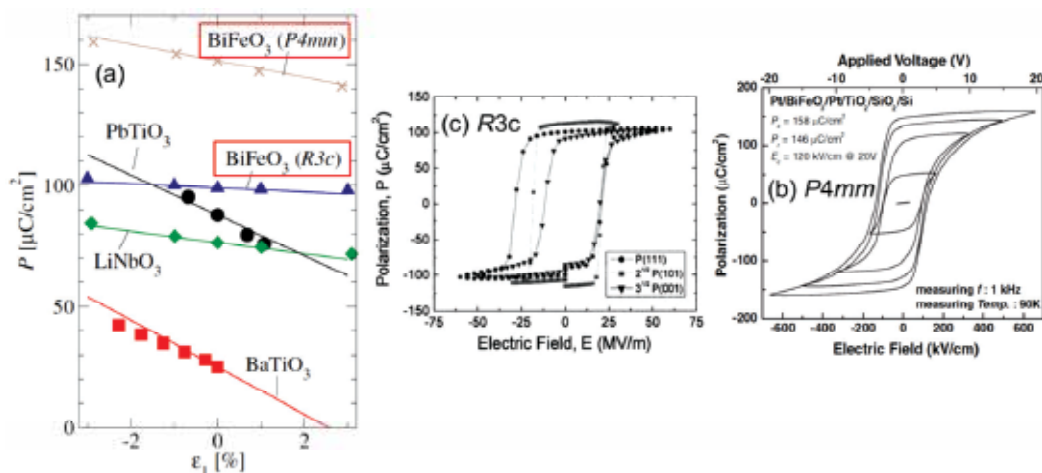 (a)
BiFeO3 (P4mm)
PbTiO3
BiFeO3 (R3c)
LiNbO3
BaTiO3
P [μC/cm2]
150
100
50
0
-2 0 2
ε1 [%]
(c) R3c
Polarization, P (μC/cm2)
150
100
50
0
-50
-100
-150
P(111)
2nd P(101)
3rd P(001)
-75 -50 -25 0 25 50 75
Electric Field, E (MV/m)
Applied Voltage (V)
-20 -10 0 10 20
Pt/BiFeO3/Pt/TiO2/SiO2/Si
= 158 μC/cm2
= 146 μC/cm2
= 120 kV/cm @ 20V
(b) P4mm
Polarization (μC/cm2)
200
100
0
-100
-200
measuring f : 1 kHz
measuring Temp. : 90K
-600 -400 -200 0 200 400 600
Electric Field (kV/cm)